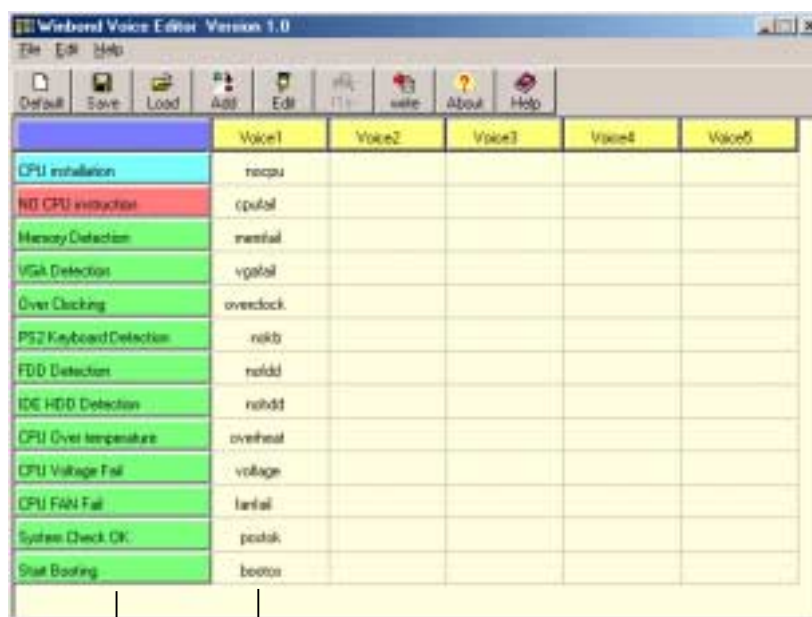 Winbond Voice Editor Version 1.0
File Edit Help
Default Save Load Add Edit write About Help
Voice1 Voice2 Voice3 Voice4 Voice5
CPU installation nocpu
NO CPU instruction cpufail
Memory Detection memfail
VGA Detection vgafail
Over Clocking overclock
PS2 Keyboard Detection nokb
FDD Detection nofdd
IDE HDD Detection nohdd
CPU Over temperature overheat
CPU Voltage Fail voltage
CPU FAN Fail fanfail
System Check OK postok
Start Booting bootos